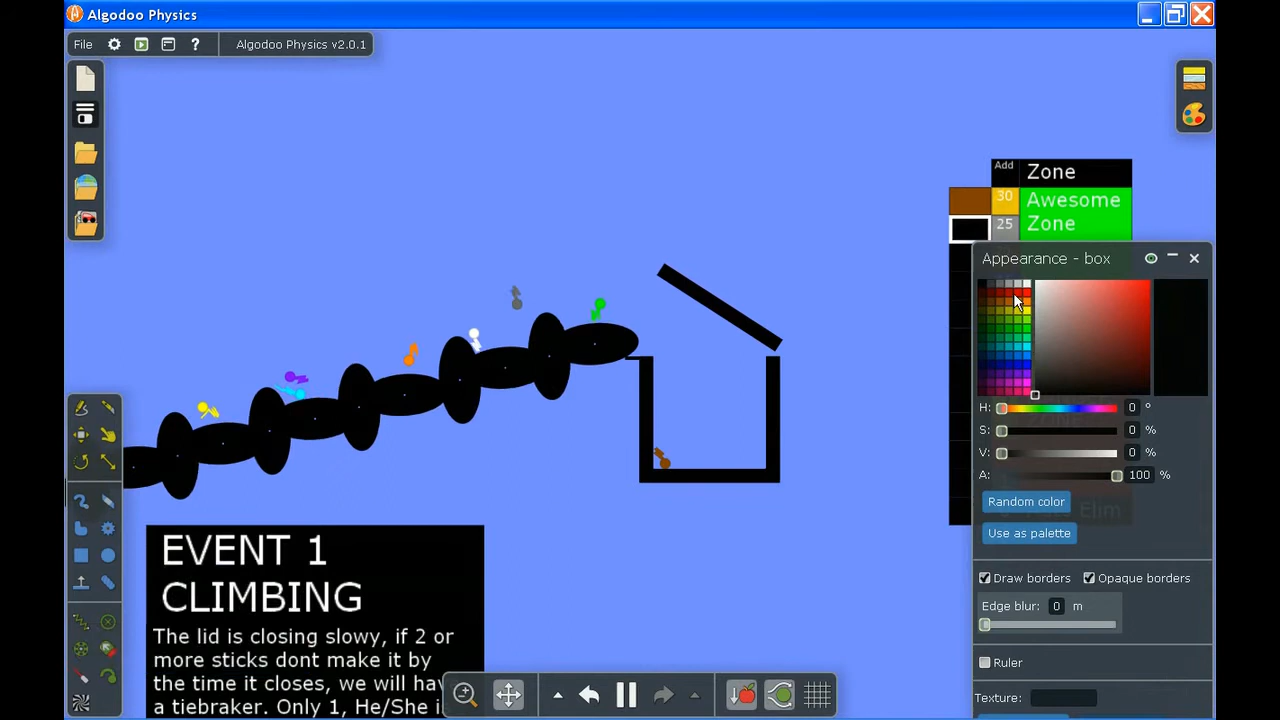 Algodoo Physics
File ? Algodoo Physics v2.0.1
Add Zone
30 Awesome
25 Zone
Appearance - box
H: 0 °
S: 0 %
V: 0 %
A: 100 %
Random color
Elim
Use as palette
Draw borders Opaque borders
Edge blur: 0 m
Ruler
Texture:
EVENT 1
CLIMBING
The lid is closing slowy, if 2 or
more sticks dont make it by
the time it closes, we will hav
a tiebraker. Only 1, He/She i